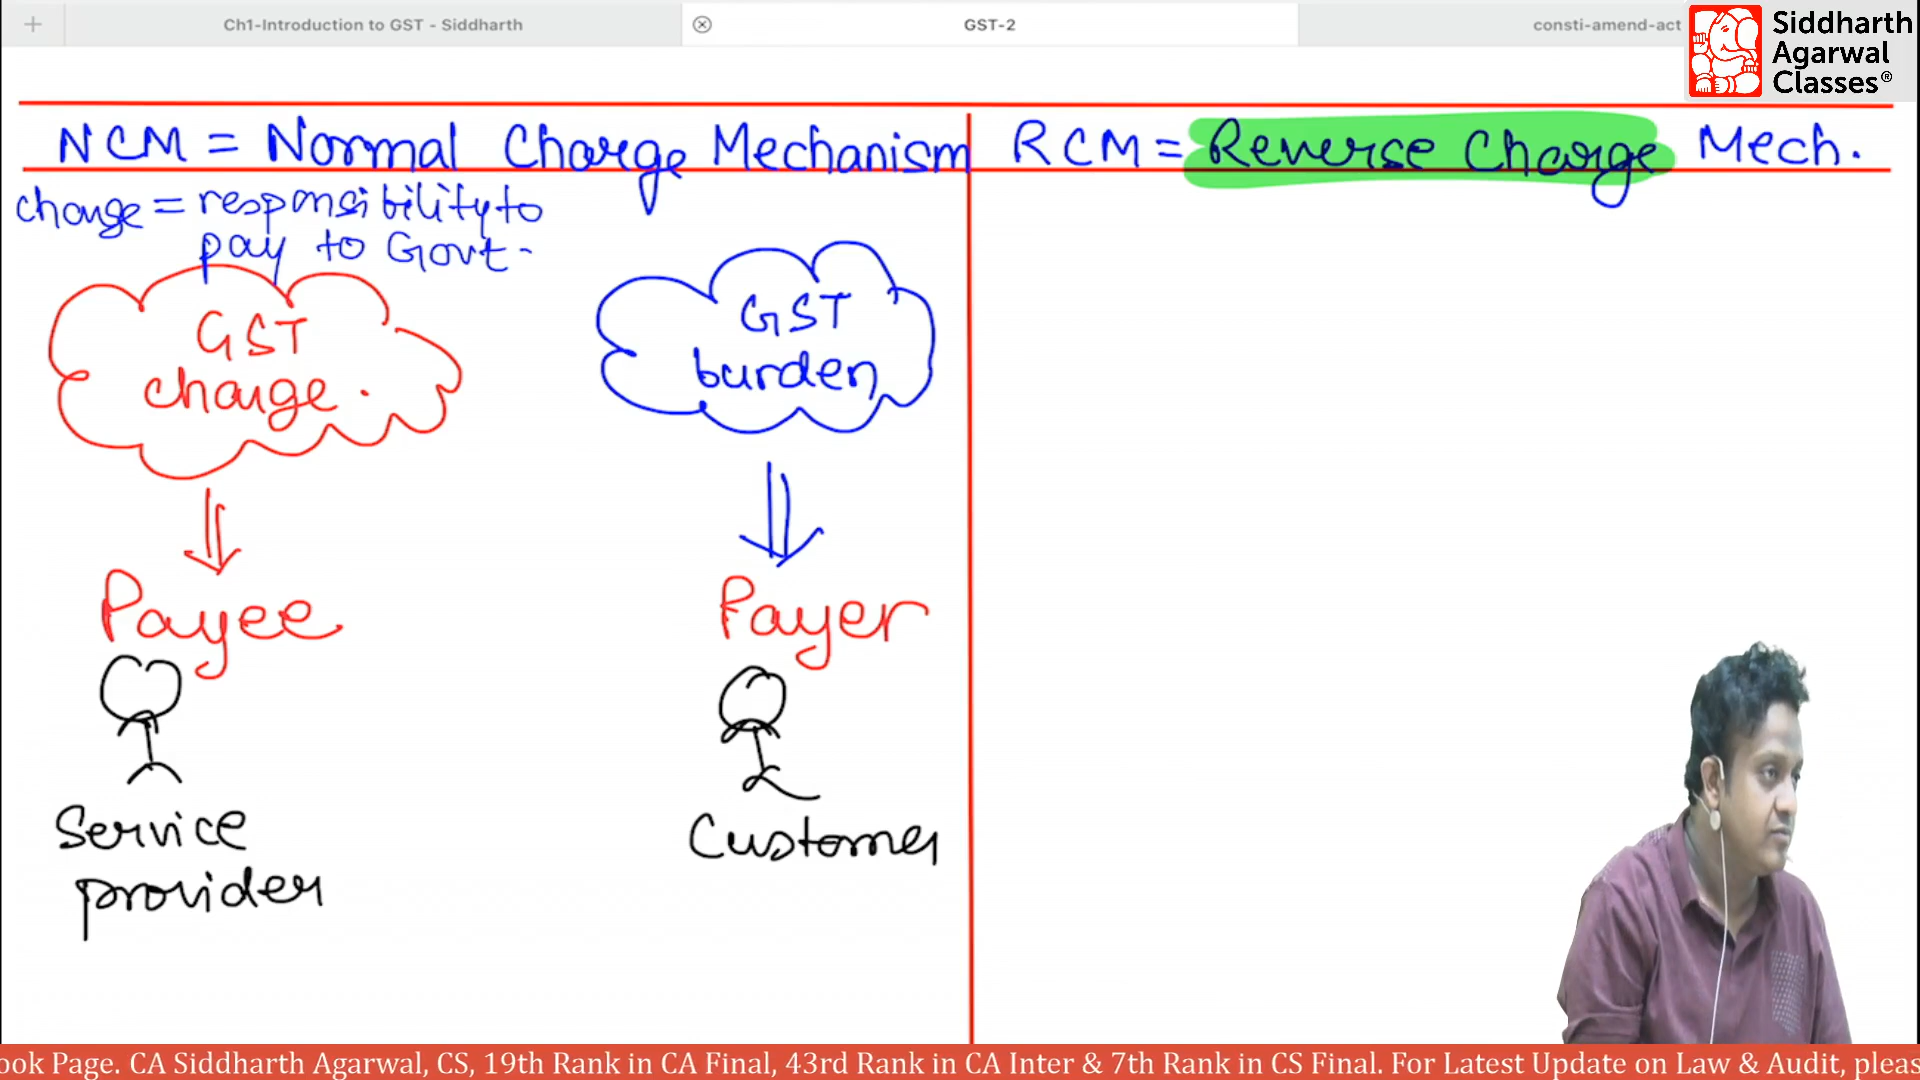 Ch1-Introduction to GST - Siddharth
GST-2
consti-amend-act
Siddharth
Agarwal
Classes®
NCM = Normal Charge Mechanism
RCM = Reverse Charge Mech.
charge = responsibility to
pay to Govt.
GST
charge.
GST
burden
Payee
Payer
Service
provider
Customer
ook Page. CA Siddharth Agarwal, CS, 19th Rank in CA Final, 43rd Rank in CA Inter & 7th Rank in CS Final. For Latest Update on Law & Audit, pleas